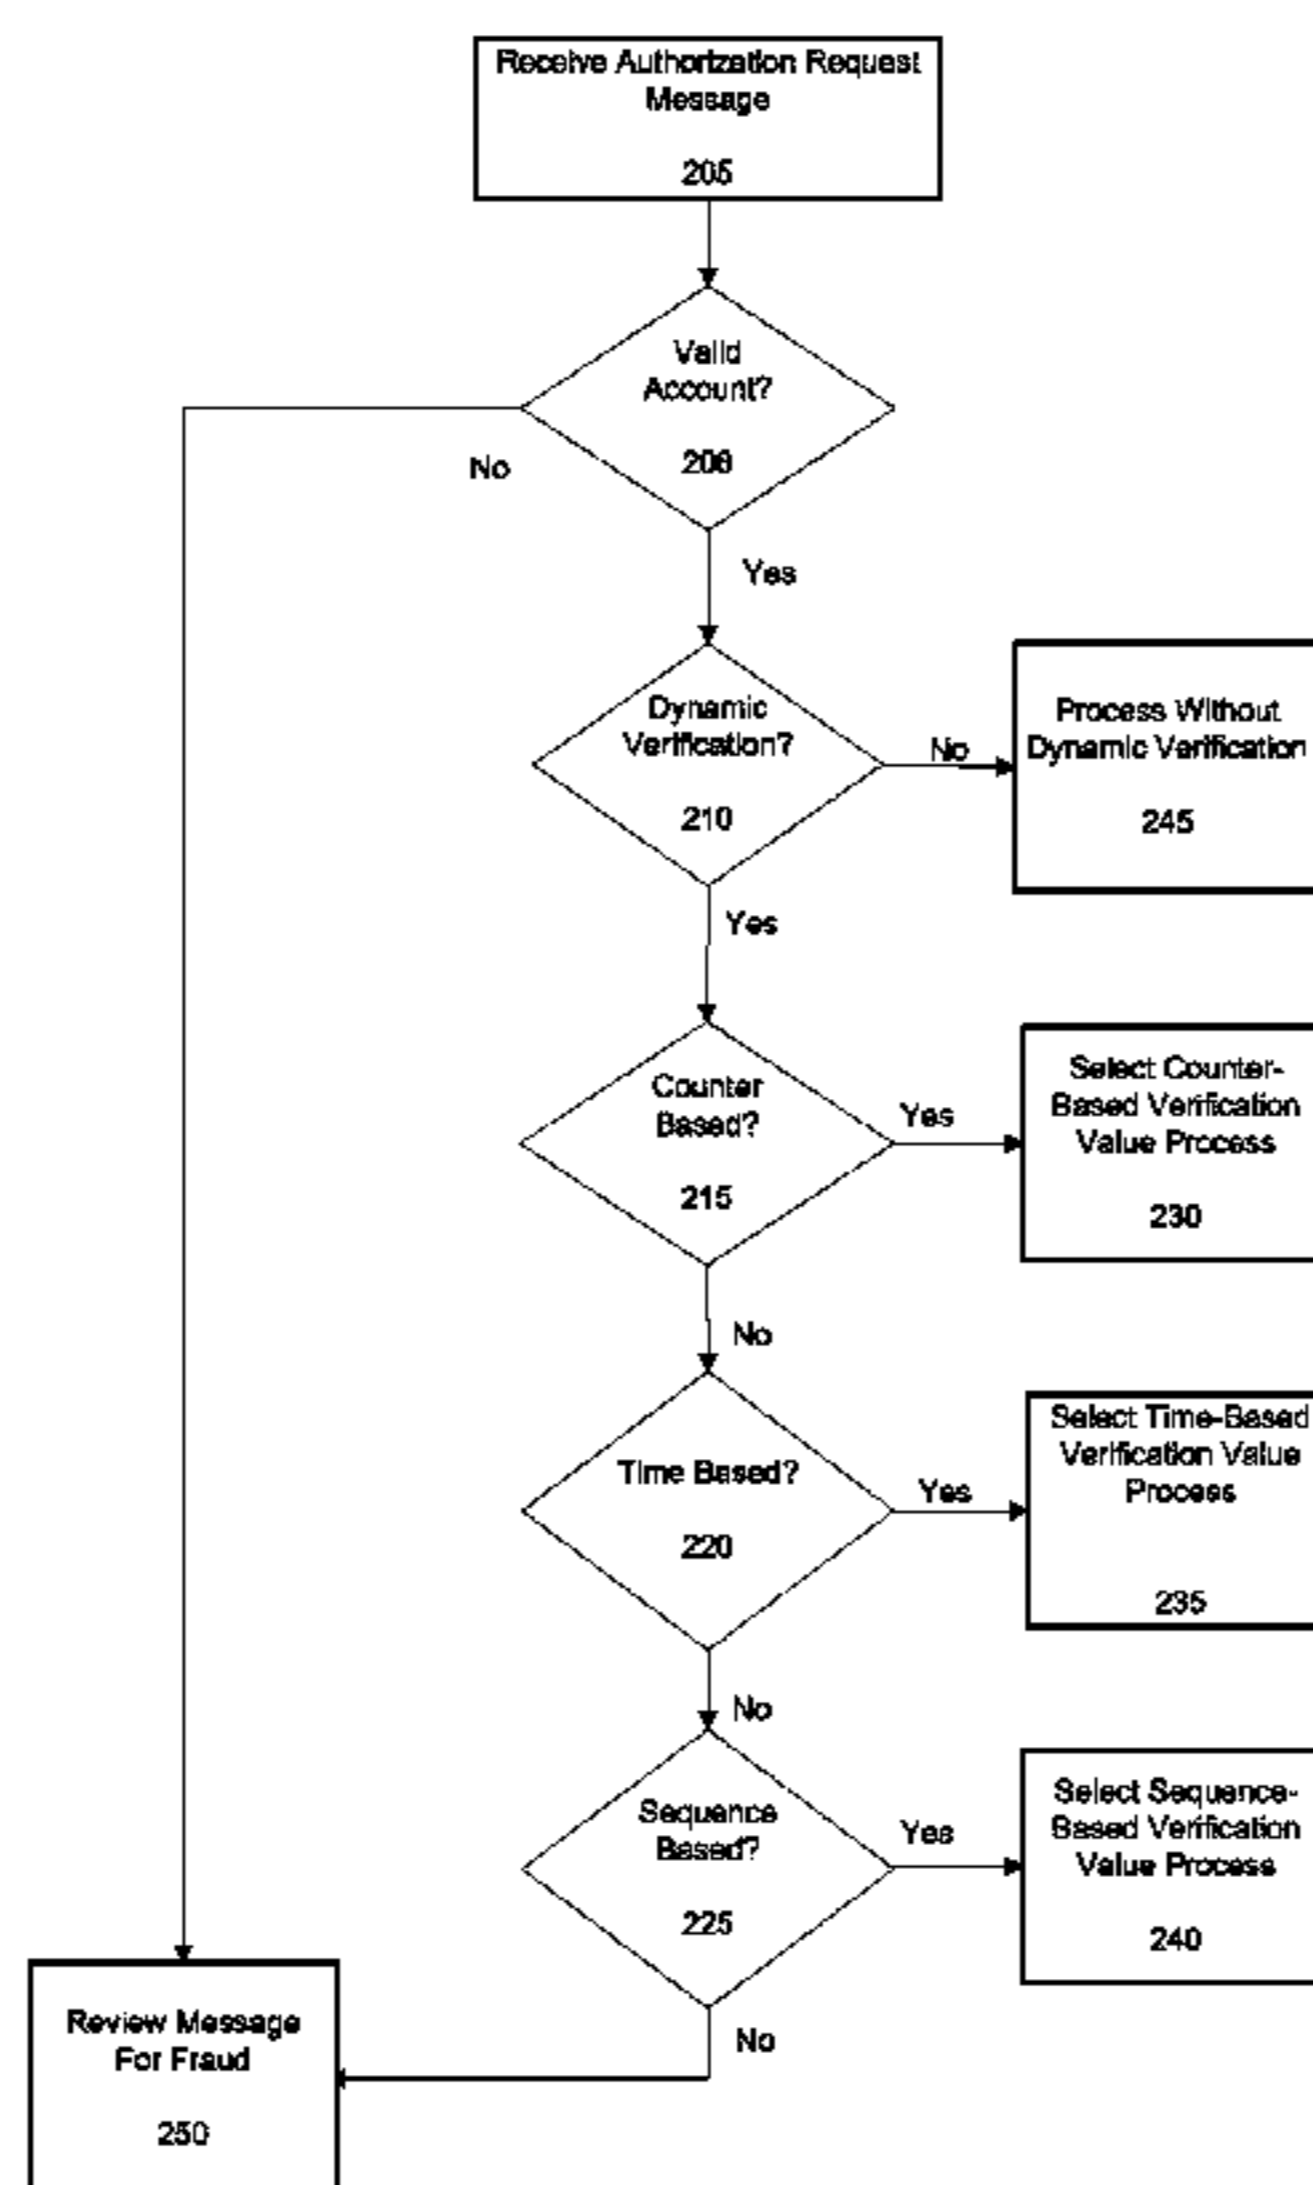 Receive Authorization Request
Message
205
Valid
Account?
206
No
Yes
Dynamic
Verification?
210
No
Process Without
Dynamic Verification
245
Yes
Counter
Based?
215
Yes
Select Counter-
Based Verification
Value Process
230
No
Time Based?
220
Yes
Select Time-Based
Verification Value
Process
235
No
Sequence
Based?
225
Yes
Select Sequence-
Based Verification
Value Process
240
No
Review Message
For Fraud
250